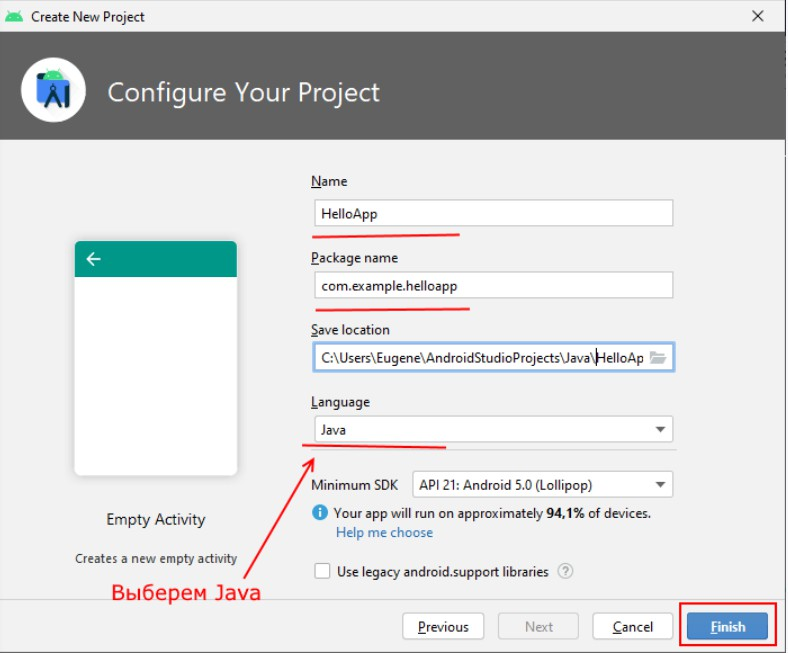 Create New Project
Configure Your Project
Name
HelloApp
Package name
com.example.helloapp
Save location
C:\Users\Eugene\AndroidStudioProjects\Java\HelloAp
Language
Java
Minimum SDK API 21: Android 5.0 (Lollipop)
Your app will run on approximately 94,1% of devices.
Help me choose
Empty Activity
Creates a new empty activity
Use legacy android.support libraries ?
Выберем Java
Previous Next Cancel Finish